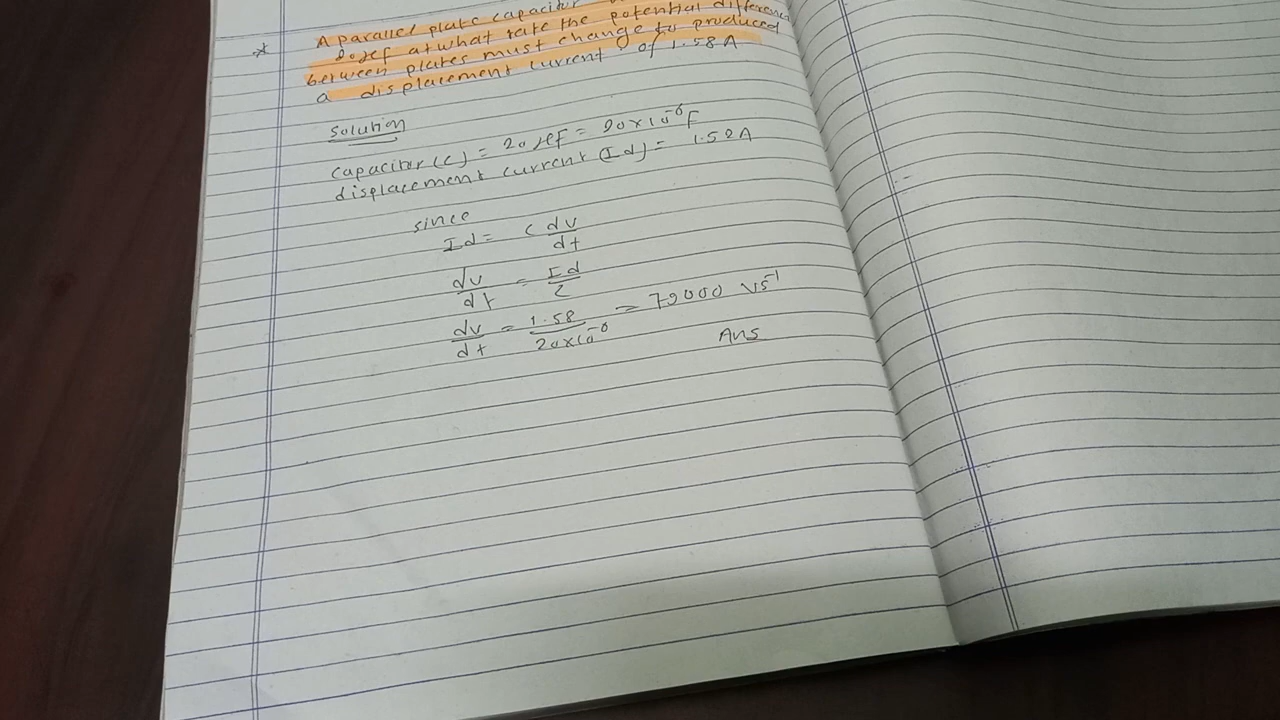 A parallel plate capacitor
20μF at what rate the potential difference
between plates must change to produced
a displacement current of 1.58A
Solution
capacitor (C) = 20μF = 20×10⁻⁶F
displacement current (Id) = 1.58A
since
Id = C dv/dt
dv/dt = Id/C
dv/dt = 1.58/20×10⁻⁶ = 79000 Vs⁻¹
Ans